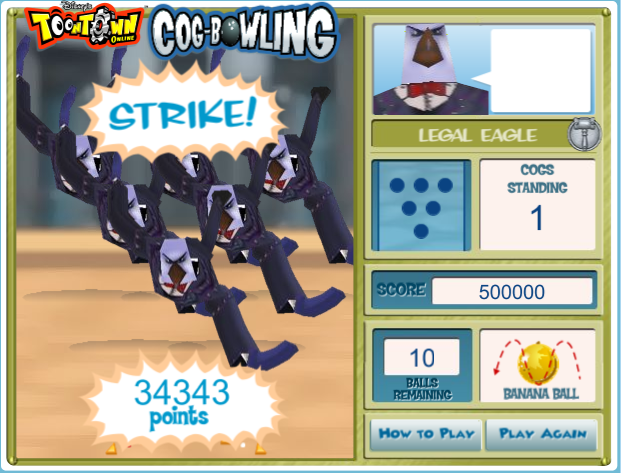 Disney's
TOONTOWN
ONLINE
COG-BOWLING
STRIKE!
34343
points
LEGAL EAGLE
COGS
STANDING
1
SCORE
500000
10
BALLS
REMAINING
BANANA BALL
HOW TO PLAY
PLAY AGAIN